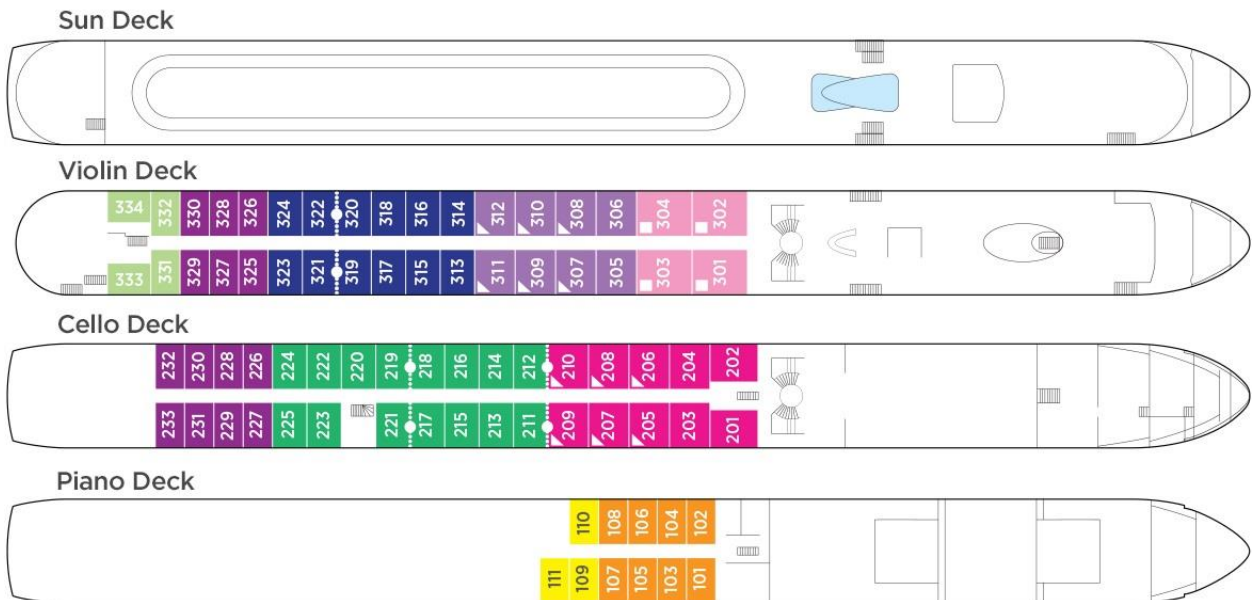 Sun Deck
Violin Deck
334 332 330 328 326 324 322 320 318 316 314 312 310 308 306 304 302
333 331 329 327 325 323 321 319 317 315 313 311 309 307 305 303 301
Cello Deck
232 230 228 226 224 222 220 219 218 216 214 212 210 208 206 204 202
233 231 229 227 225 223 221 217 215 213 211 209 207 205 203 201
Piano Deck
110 108 106 104 102
111 109 107 105 103 101